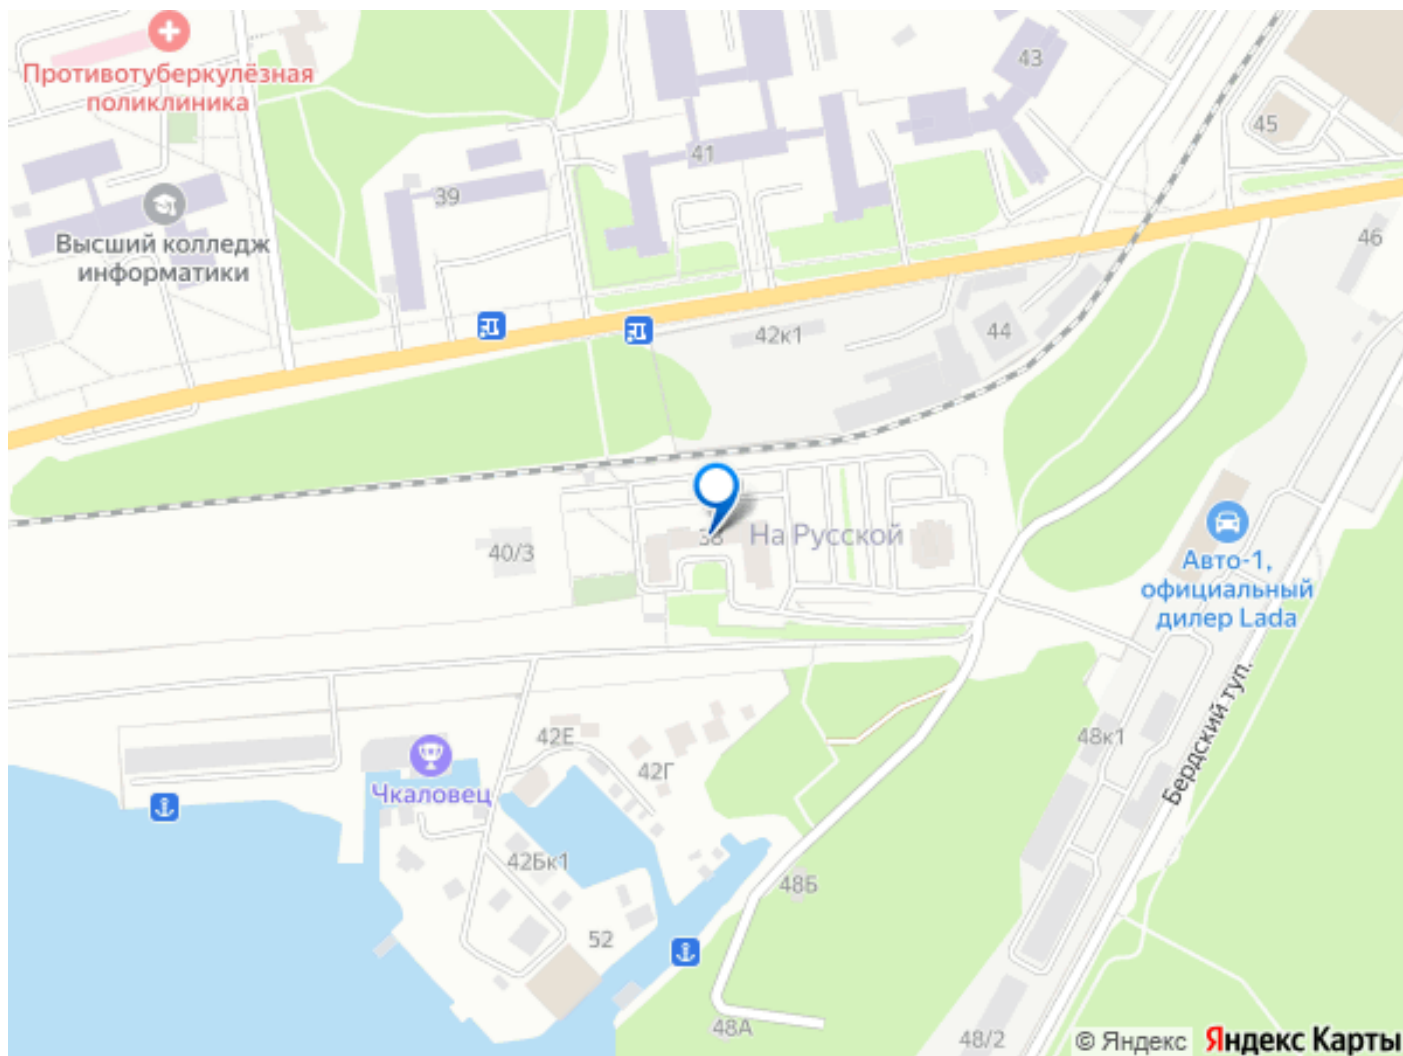 Противотуберкулёзная
поликлиника
43
45
41
39
Высший колледж
информатики
46
42к1
44
38
На Русской
40/3
Авто-1,
официальный
дилер Lada
Бердский туп.
42Е
48к1
42Г
Чкаловец
42Бк1
48Б
52
48А
48/2
© Яндекс Яндекс Карты